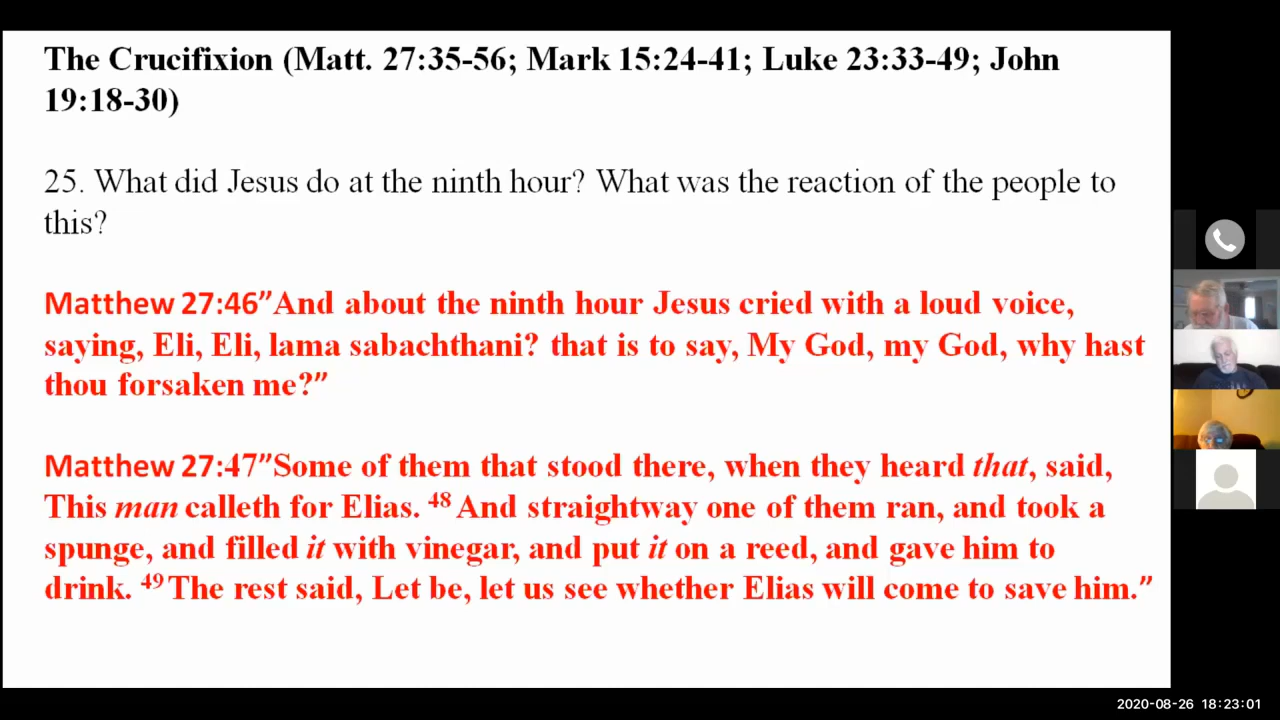 The Crucifixion (Matt. 27:35-56; Mark 15:24-41; Luke 23:33-49; John
19:18-30)
25. What did Jesus do at the ninth hour? What was the reaction of the people to
this?
Matthew 27:46”And about the ninth hour Jesus cried with a loud voice,
saying, Eli, Eli, lama sabachthani? that is to say, My God, my God, why hast
thou forsaken me?”
Matthew 27:47”Some of them that stood there, when they heard that, said,
This man calleth for Elias. 48 And straightway one of them ran, and took a
spunge, and filled it with vinegar, and put it on a reed, and gave him to
drink. 49 The rest said, Let be, let us see whether Elias will come to save him.”
2020-08-26 18:23:01